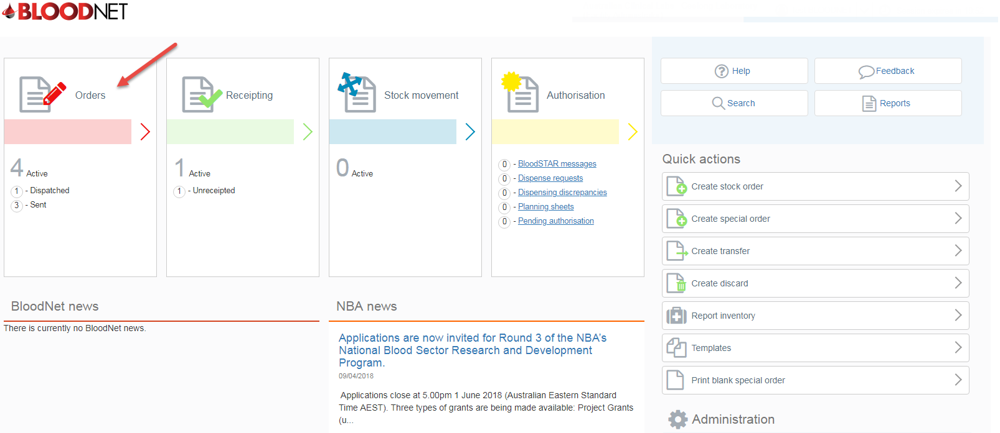 BLOODNET
Orders
4 Active
1 - Dispatched
3 - Sent
Receipting
1 Active
1 - Unreceipted
Stock movement
0 Active
Authorisation
0 - BloodSTAR messages
0 - Dispense requests
0 - Dispensing discrepancies
0 - Planning sheets
0 - Pending authorisation
Help
Feedback
Search
Reports
Quick actions
Create stock order
Create special order
Create transfer
Create discard
Report inventory
Templates
Print blank special order
Administration
BloodNet news
There is currently no BloodNet news.
NBA news
Applications are now invited for Round 3 of the NBA's
National Blood Sector Research and Development
Program.
09/04/2018
Applications close at 5.00pm 1 June 2018 (Australian Eastern Standard
Time AEST). Three types of grants are being made available: Project Grants
(u...